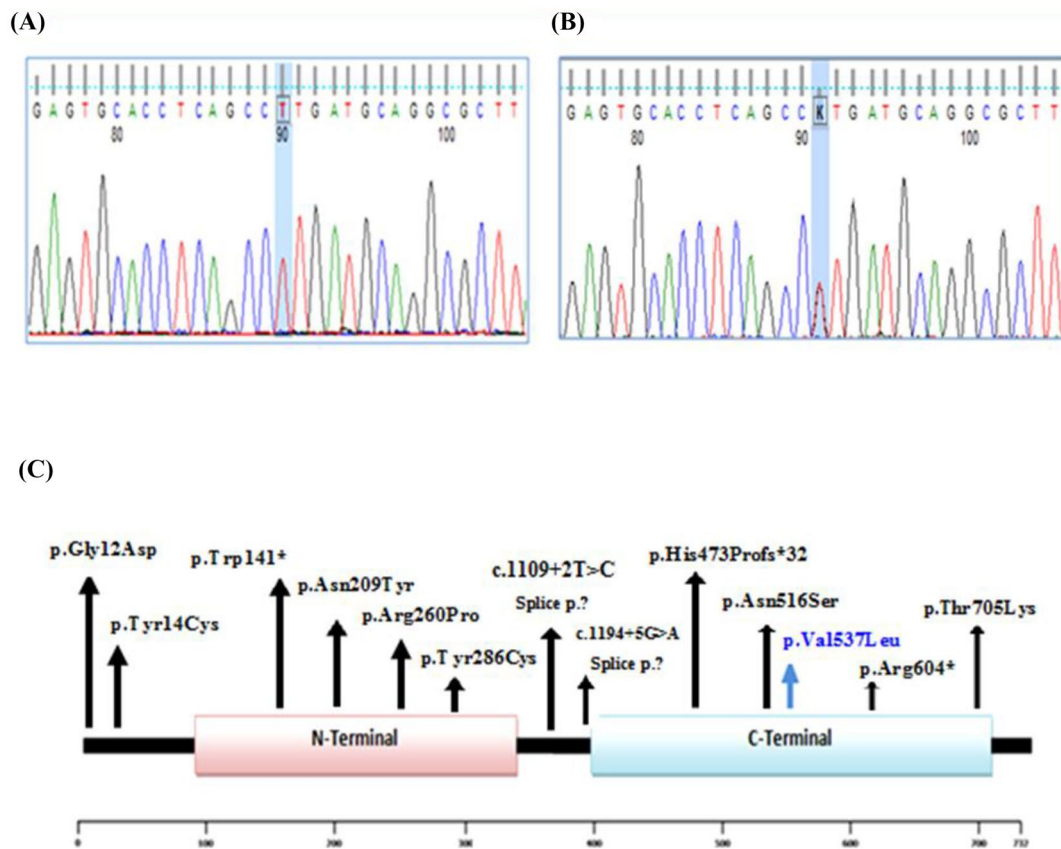 (A)
(B)
G A G T G C A C C T C A G C C T T G A T G C A G G C G C T T
80 90 100
G A G T G C A C C T C A G C C K T G A T G C A G G C G C T T
80 90 100
(C)
p.Gly12Asp
p.Tyr14Cys
p.Trp141*
p.Asn209Tyr
p.Arg260Pro
p.Tyr286Cys
c.1109+2T>C
Splice p.?
c.1194+5G>A
Splice p.?
p.His473Profs*32
p.Asn516Ser
p.Val537Leu
p.Arg604*
p.Thr705Lys
N-Terminal
C-Terminal
0 100 200 300 400 500 600 700 732